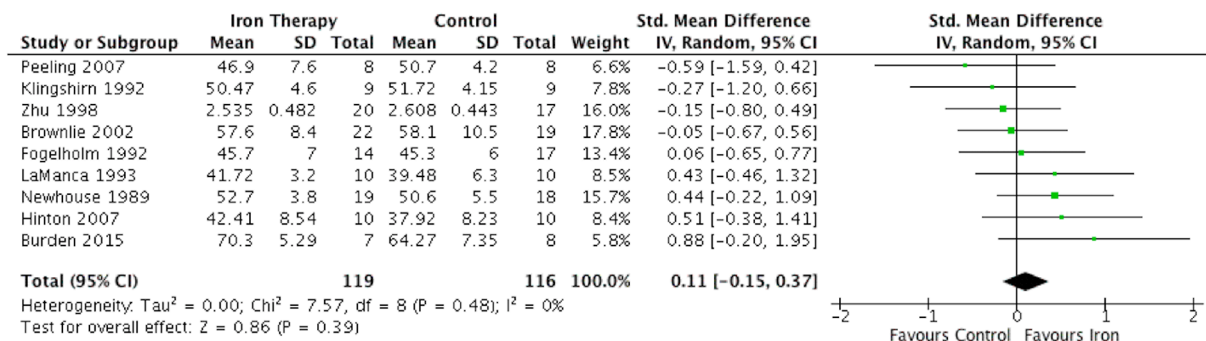 Iron Therapy Control Std. Mean Difference Std. Mean Difference
Study or Subgroup Mean SD Total Mean SD Total Weight IV, Random, 95% CI IV, Random, 95% CI
Peeling 2007 46.9 7.6 8 50.7 4.2 8 6.6% -0.59 [-1.59, 0.42]
Klingshirn 1992 50.47 4.6 9 51.72 4.15 9 7.8% -0.27 [-1.20, 0.66]
Zhu 1998 2.535 0.482 20 2.608 0.443 17 16.0% -0.15 [-0.80, 0.49]
Brownlie 2002 57.6 8.4 22 58.1 10.5 19 17.8% -0.05 [-0.67, 0.56]
Fogelholm 1992 45.7 7 14 45.3 6 17 13.4% 0.06 [-0.65, 0.77]
LaManca 1993 41.72 3.2 10 39.48 6.3 10 8.5% 0.43 [-0.46, 1.32]
Newhouse 1989 52.7 3.8 19 50.6 5.5 18 15.7% 0.44 [-0.22, 1.09]
Hinton 2007 42.41 8.54 10 37.92 8.23 10 8.4% 0.51 [-0.38, 1.41]
Burden 2015 70.3 5.29 7 64.27 7.35 8 5.8% 0.88 [-0.20, 1.95]
Total (95% CI) 119 116 100.0% 0.11 [-0.15, 0.37]
Heterogeneity: Tau² = 0.00; Chi² = 7.57, df = 8 (P = 0.48); I² = 0%
Test for overall effect: Z = 0.86 (P = 0.39)
-2 -1 0 1 2
Favours Control Favours Iron